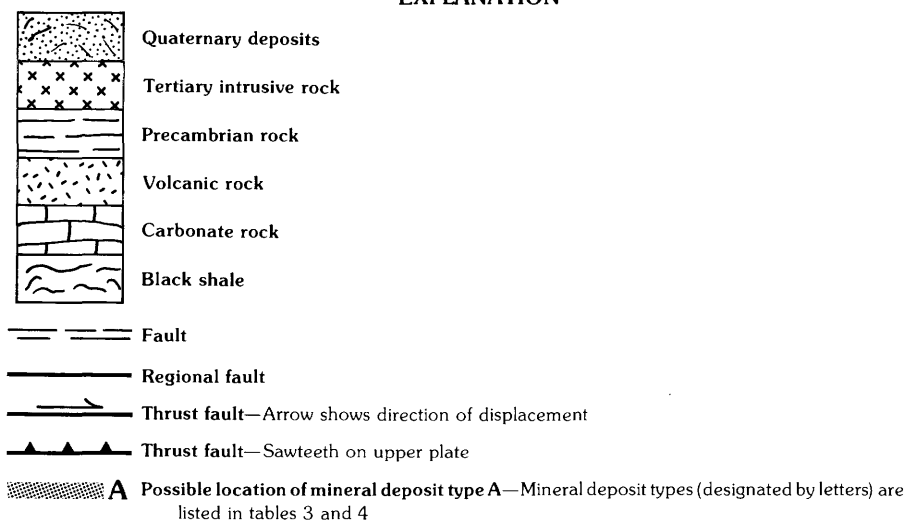 EXPLANATION
Quaternary deposits
Tertiary intrusive rock
Precambrian rock
Volcanic rock
Carbonate rock
Black shale
Fault
Regional fault
Thrust fault—Arrow shows direction of displacement
Thrust fault—Sawteeth on upper plate
A Possible location of mineral deposit type A—Mineral deposit types (designated by letters) are
listed in tables 3 and 4